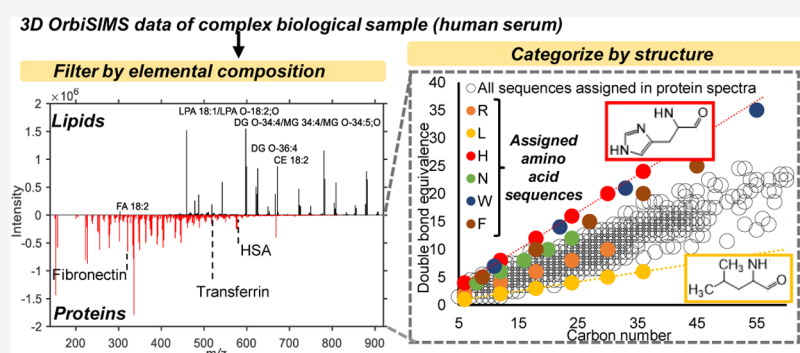 3D OrbiSIMS data of complex biological sample (human serum)
Filter by elemental composition
×10⁶
2
1.5
1
0.5
0
-0.5
-1
-1.5
-2
Intensity
Lipids
LPA 18:1/LPA O-18:2;O
DG O-34:4/MG 34:4/MG O-34:5;O
DG O-36:4
CE 18:2
FA 18:2
Fibronectin
HSA
Transferrin
Proteins
200 300 400 500 600 700 800 900
m/z
Categorize by structure
40
35
30
25
20
15
10
5
0
Double bond equivalence
All sequences assigned in protein spectra
R
L
H
N
W
F
Assigned
amino
acid
sequences
HN
O
N
HN
CH₃ NH
H₃C
O
5 15 25 35 45 55
Carbon number